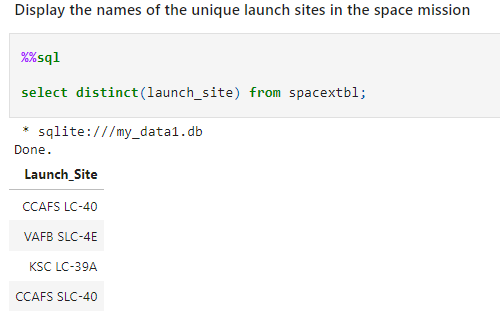 Display the names of the unique launch sites in the space mission
%%sql
select distinct(launch_site) from spacextbl;
* sqlite:///my_data1.db
Done.
Launch_Site
CCAFS LC-40
VAFB SLC-4E
KSC LC-39A
CCAFS SLC-40